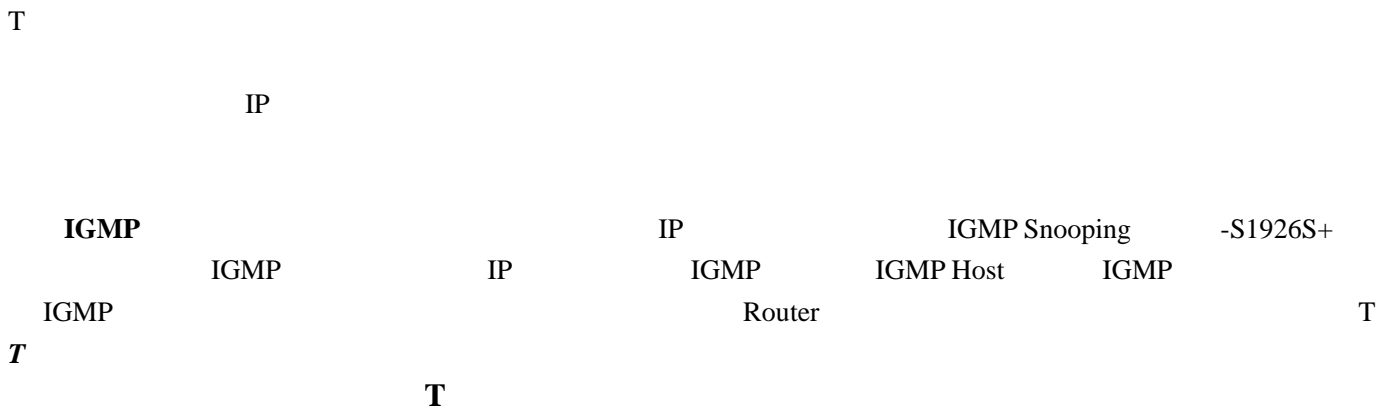 T
IP
IGMP IP IGMP Snooping -S1926S+
IGMP IP IGMP IGMP Host IGMP
IGMP Router T
T
T